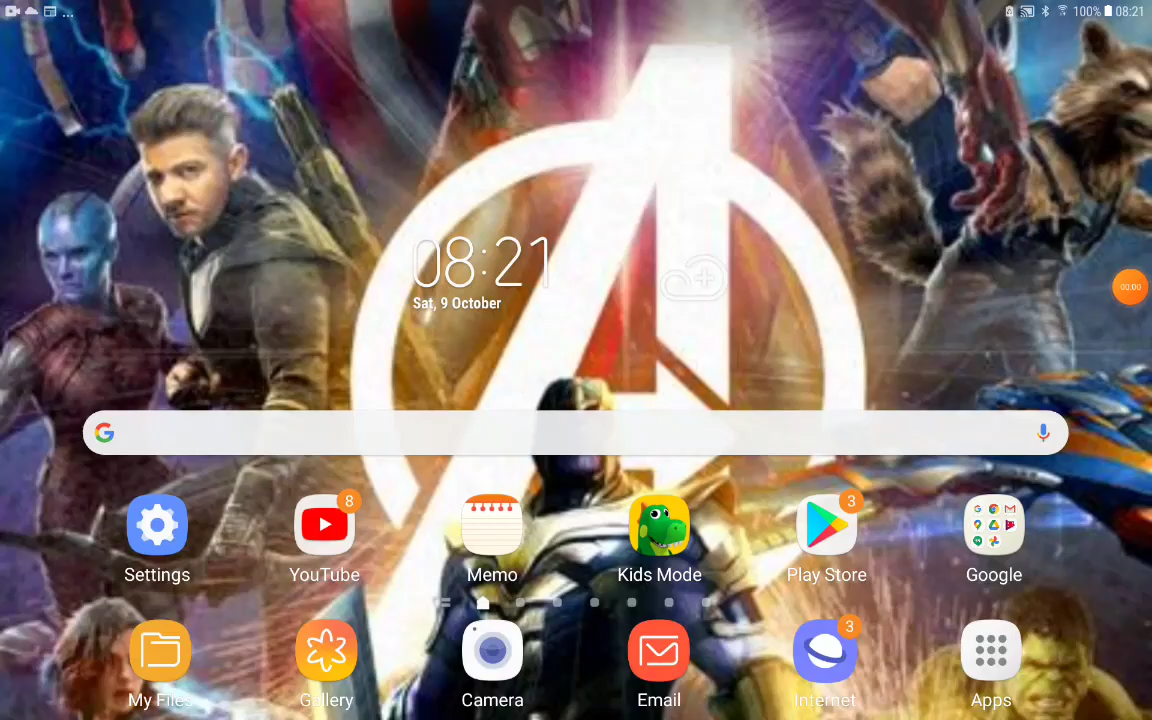 ... 100% 08:21
08:21
Sat, 9 October
00:00
8
3
Settings YouTube Memo Kids Mode Play Store Google
3
My Files Gallery Camera Email Internet Apps